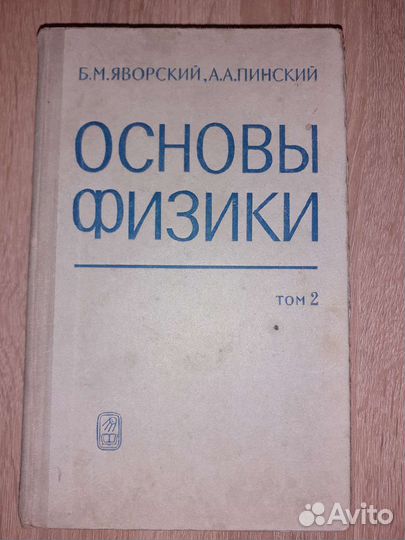 Б.М.ЯВОРСКИЙ, А.А.ПИНСКИЙ
ОСНОВЫ
ФИЗИКИ
ТОМ 2
Avito